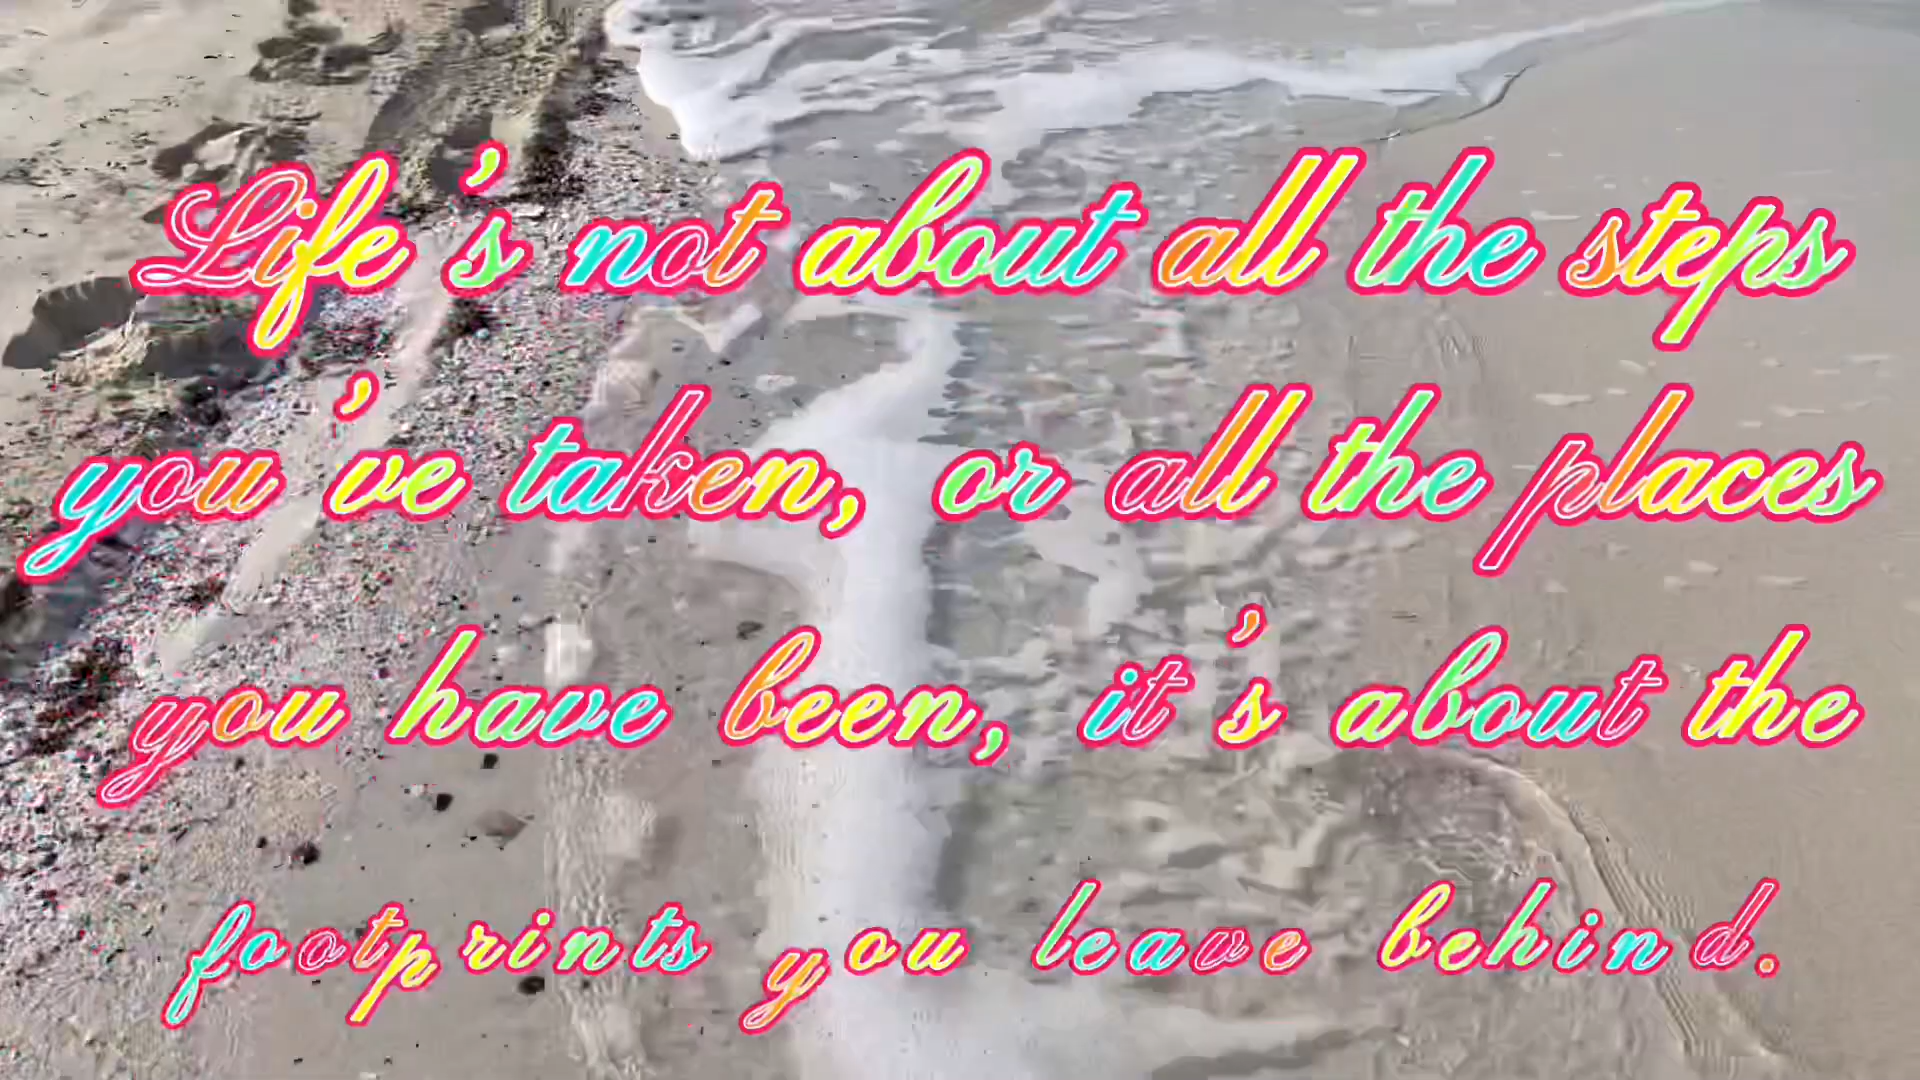 Life's not about all the steps
you've taken, or all the places
you have been, it's about the
footprints you leave behind.